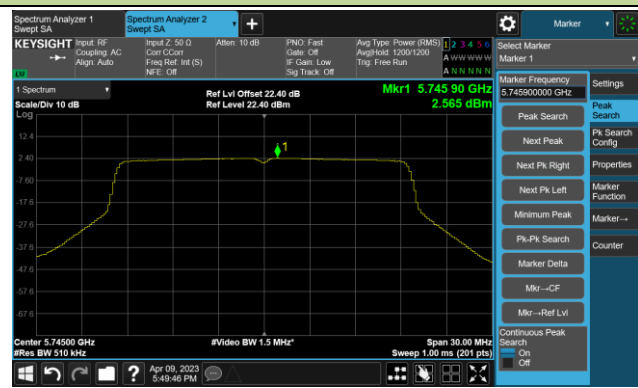 Spectrum Analyzer 1
Swept SA
Spectrum Analyzer 2
Swept SA
+
Marker
KEYSIGHT
Input: RF
Coupling: AC
Align: Auto
Input Z: 50 Ω
Corr CCorr
Freq Ref: Int (S)
NFE: Off
Atten: 10 dB
PNO: Fast
Gate: Off
IF Gain: Low
Sig Track: Off
Avg Type: Power (RMS)
Avg|Hold: 1200/1200
Trig: Free Run
1 2 3 4 5 6
A W W W W W
A N N N N N
Select Marker
Marker 1
1 Spectrum
Scale/Div 10 dB
Log
Ref Lvl Offset 22.40 dB
Ref Level 22.40 dBm
Mkr1 5.745 90 GHz
2.565 dBm
1
12.4
2.40
-7.60
-17.6
-27.6
-37.6
-47.6
-57.6
-67.6
Center 5.74500 GHz
#Res BW 510 kHz
#Video BW 1.5 MHz*
Span 30.00 MHz
Sweep 1.00 ms (201 pts)
Marker Frequency
5.745900000 GHz
Peak Search
Next Peak
Next Pk Right
Next Pk Left
Minimum Peak
Pk-Pk Search
Marker Delta
Mkr→CF
Mkr→Ref Lvl
Continuous Peak
Search
On
Off
Settings
Peak
Search
Pk Search
Config
Properties
Marker
Function
Marker→
Counter
?
Apr 09, 2023
5:49:46 PM